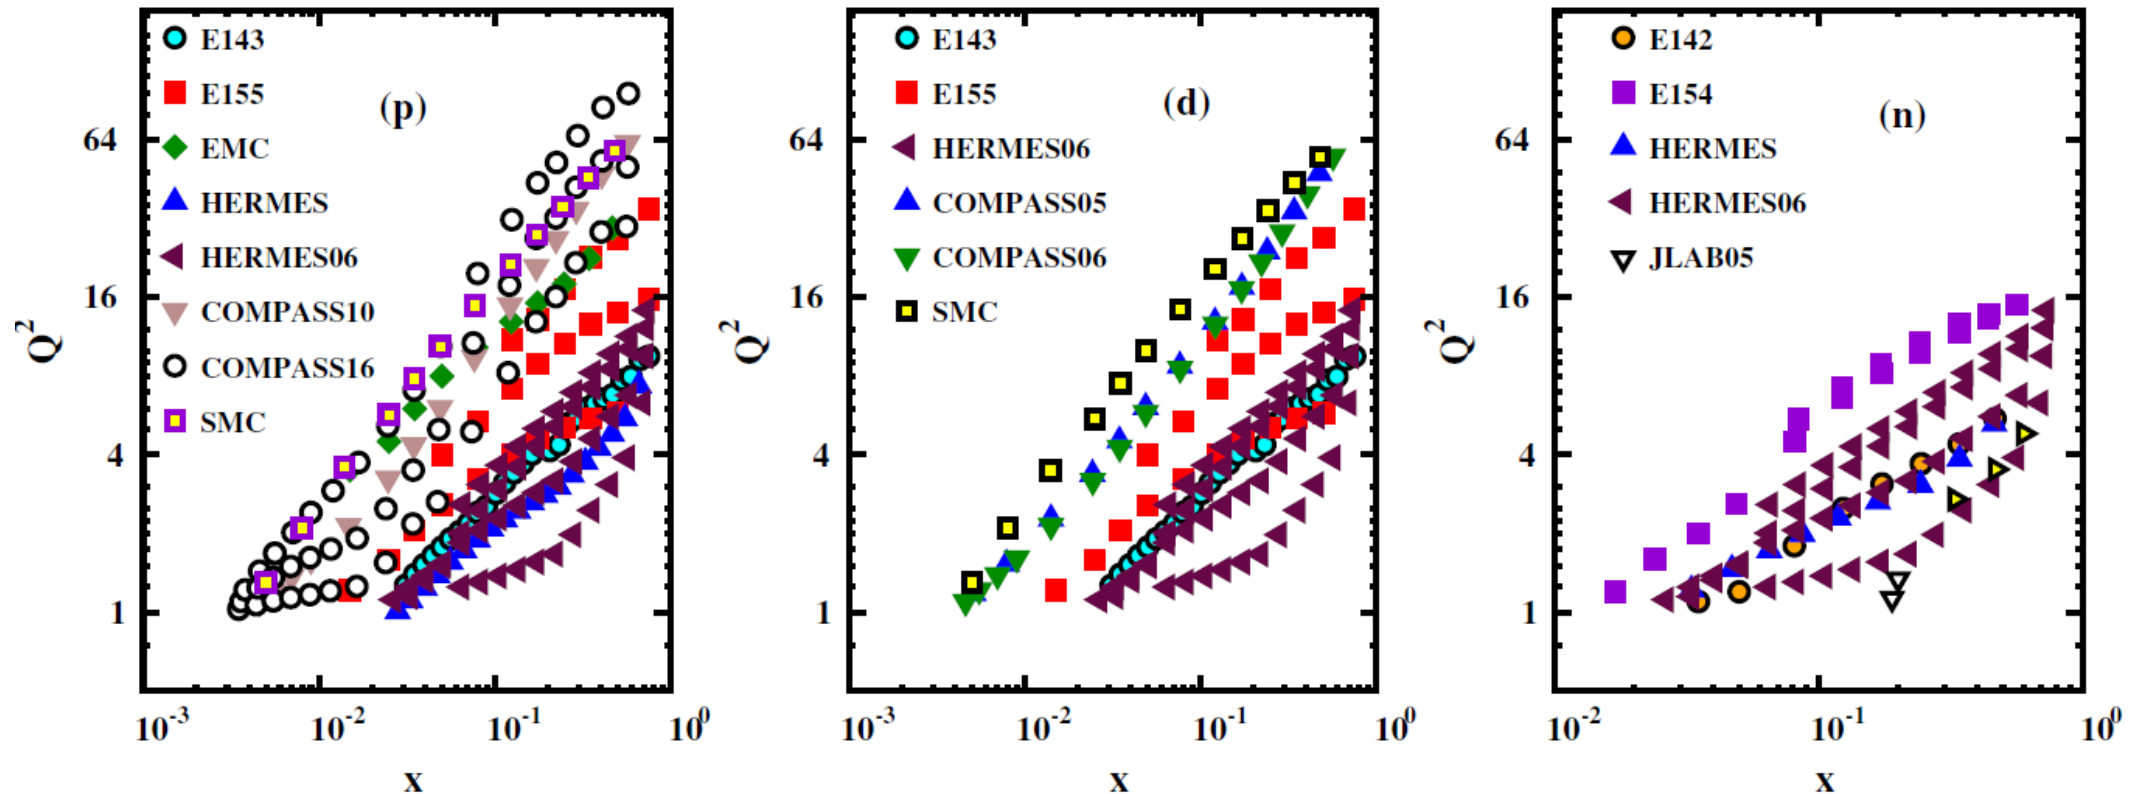 E143
E155
EMC
HERMES
HERMES06
COMPASS10
COMPASS16
SMC
(p)
64
16
4
1
Q²
10⁻³ 10⁻² 10⁻¹ 10⁰
x
E143
E155
HERMES06
COMPASS05
COMPASS06
SMC
(d)
64
16
4
1
Q²
10⁻³ 10⁻² 10⁻¹ 10⁰
x
E142
E154
HERMES
HERMES06
JLAB05
(n)
64
16
4
1
Q²
10⁻² 10⁻¹ 10⁰
x